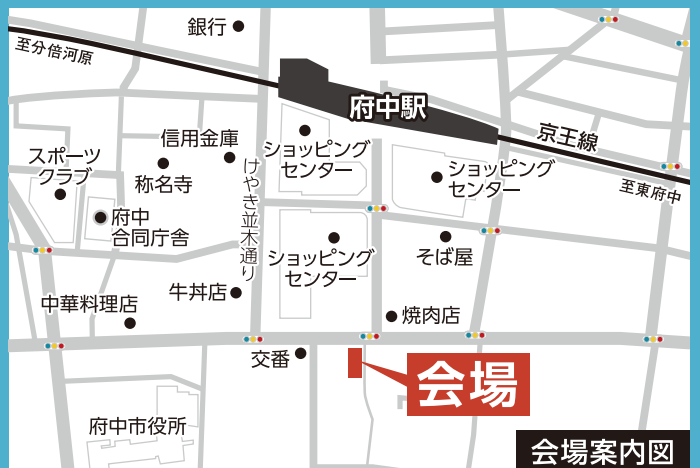 銀行
至分倍河原
府中駅
京王線
至東府中
信用金庫
ショッピング
センター
スポーツ
クラブ
称名寺
ショッピング
センター
府中
合同庁舎
けやき並木通り
ショッピング
センター
そば屋
牛丼店
中華料理店
焼肉店
交番
会場
府中市役所
会場案内図